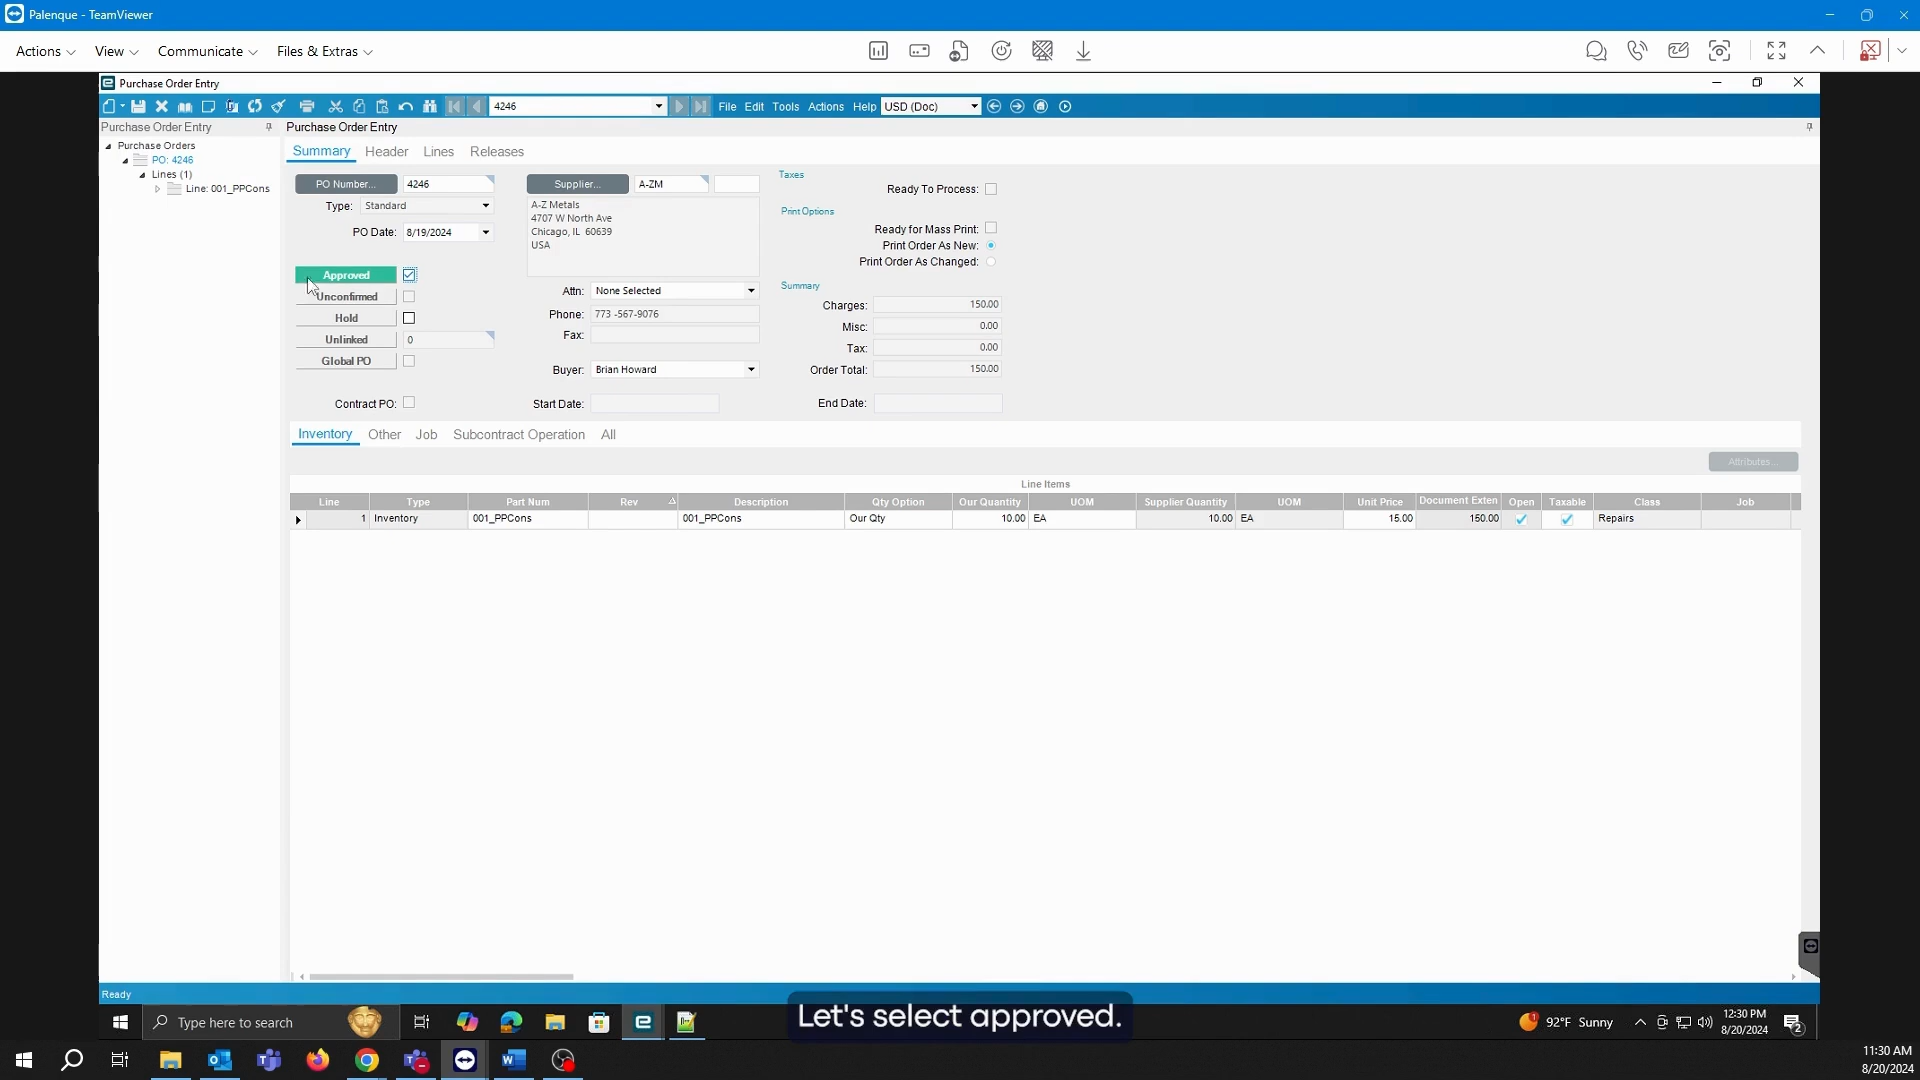 Palenque - TeamViewer
Actions View Communicate Files & Extras
Purchase Order Entry
4246 File Edit Tools Actions Help USD (Doc)
Purchase Order Entry
Purchase Orders
PO: 4246
Lines (1)
Line: 001_PPCons
Purchase Order Entry
Summary Header Lines Releases
PO Number... 4246
Type: Standard
PO Date: 8/19/2024
Approved
Unconfirmed
Hold
Unlinked 0
Global PO
Contract PO:
Supplier... A-ZM
A-Z Metals
4707 W North Ave
Chicago, IL 60639
USA
Attn: None Selected
Phone: 773 -567-9076
Fax:
Buyer: Brian Howard
Start Date:
Taxes
Ready To Process:
Print Options
Ready for Mass Print:
Print Order As New:
Print Order As Changed:
Summary
Charges: 150.00
Misc: 0.00
Tax: 0.00
Order Total: 150.00
End Date:
Inventory Other Job Subcontract Operation All
Attributes...
Line Items
Line Type Part Num Rev Description Qty Option Our Quantity UOM Supplier Quantity UOM Unit Price Document Exten Open Taxable Class Job
1 Inventory 001_PPCons 001_PPCons Our Qty 10.00 EA 10.00 EA 15.00 150.00 Repairs
Ready
Let's select approved.
Type here to search
92°F Sunny
12:30 PM
8/20/2024
2
11:30 AM
8/20/2024